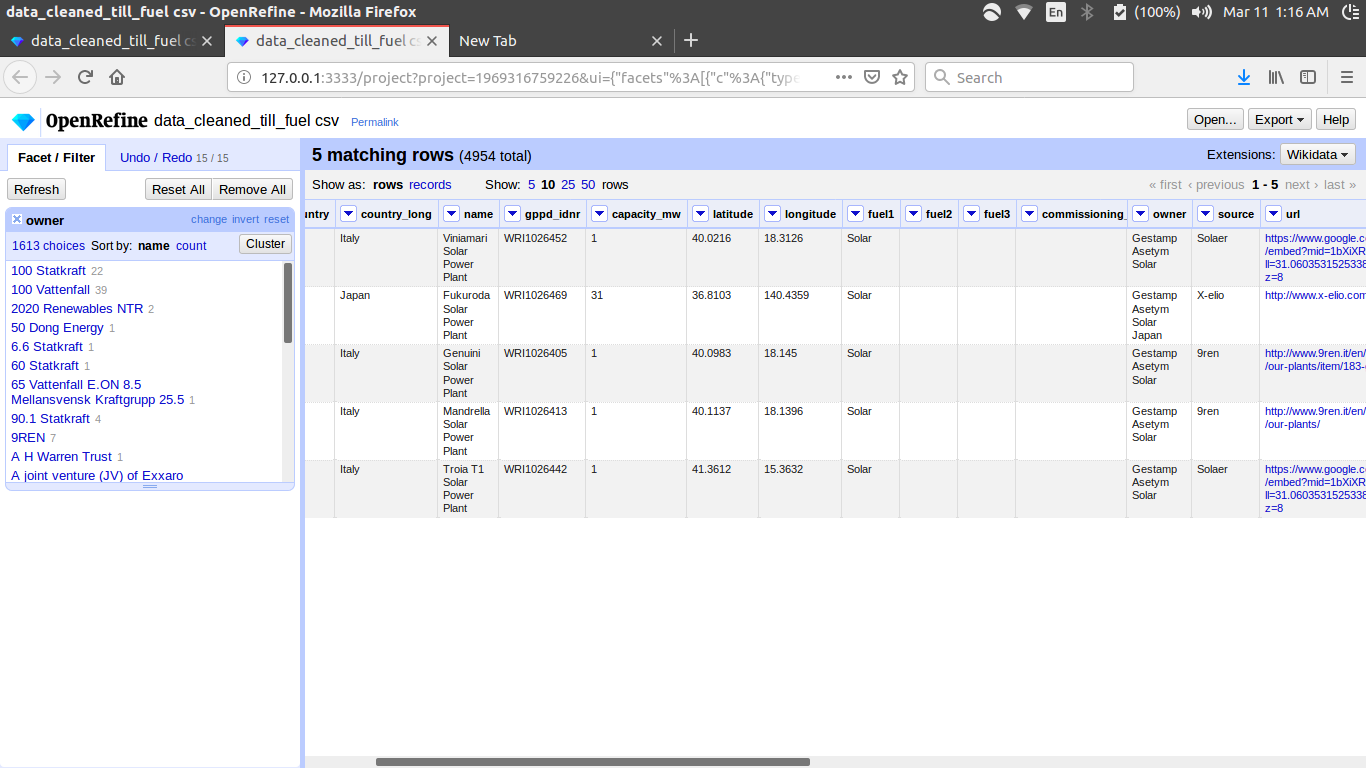 data_cleaned_till_fuel csv - OpenRefine - Mozilla Firefox
En (100%) Mar 11 1:16 AM
data_cleaned_till_fuel cs
data_cleaned_till_fuel cs
New Tab
127.0.0.1:3333/project?project=1969316759226&ui={"facets"%3A[{"c"%3A{"type
Search
OpenRefine data_cleaned_till_fuel csv Permalink
Open... Export Help
Facet / Filter Undo / Redo 15 / 15
Refresh Reset All Remove All
owner change invert reset
1613 choices Sort by: name count Cluster
100 Statkraft 22
100 Vattenfall 39
2020 Renewables NTR 2
50 Dong Energy 1
6.6 Statkraft 1
60 Statkraft 1
65 Vattenfall E.ON 8.5
Mellansvensk Kraftgrupp 25.5 1
90.1 Statkraft 4
9REN 7
A H Warren Trust 1
A joint venture (JV) of Exxaro
5 matching rows (4954 total)
Extensions: Wikidata
Show as: rows records Show: 5 10 25 50 rows
« first ‹ previous 1 - 5 next › last »
untry country_long name gppd_idnr capacity_mw latitude longitude fuel1 fuel2 fuel3 commissioning_ owner source url
Italy Viniamari WRI1026452 1 40.0216 18.3126 Solar Gestamp Solaer https://www.google.co
Solar Asetym /embed?mid=1bXiXR
Power Solar ll=31.0603531525338
Plant z=8
Japan Fukuroda WRI1026469 31 36.8103 140.4359 Solar Gestamp X-elio http://www.x-elio.com
Solar Asetym
Power Solar
Plant Japan
Italy Genuini WRI1026405 1 40.0983 18.145 Solar Gestamp 9ren http://www.9ren.it/en/
Solar Asetym /our-plants/item/183-
Power Solar
Plant
Italy Mandrella WRI1026413 1 40.1137 18.1396 Solar Gestamp 9ren http://www.9ren.it/en/
Solar Asetym /our-plants/
Power Solar
Plant
Italy Troia T1 WRI1026442 1 41.3612 15.3632 Solar Gestamp Solaer https://www.google.co
Solar Asetym /embed?mid=1bXiXR
Power Solar ll=31.0603531525338
Plant z=8